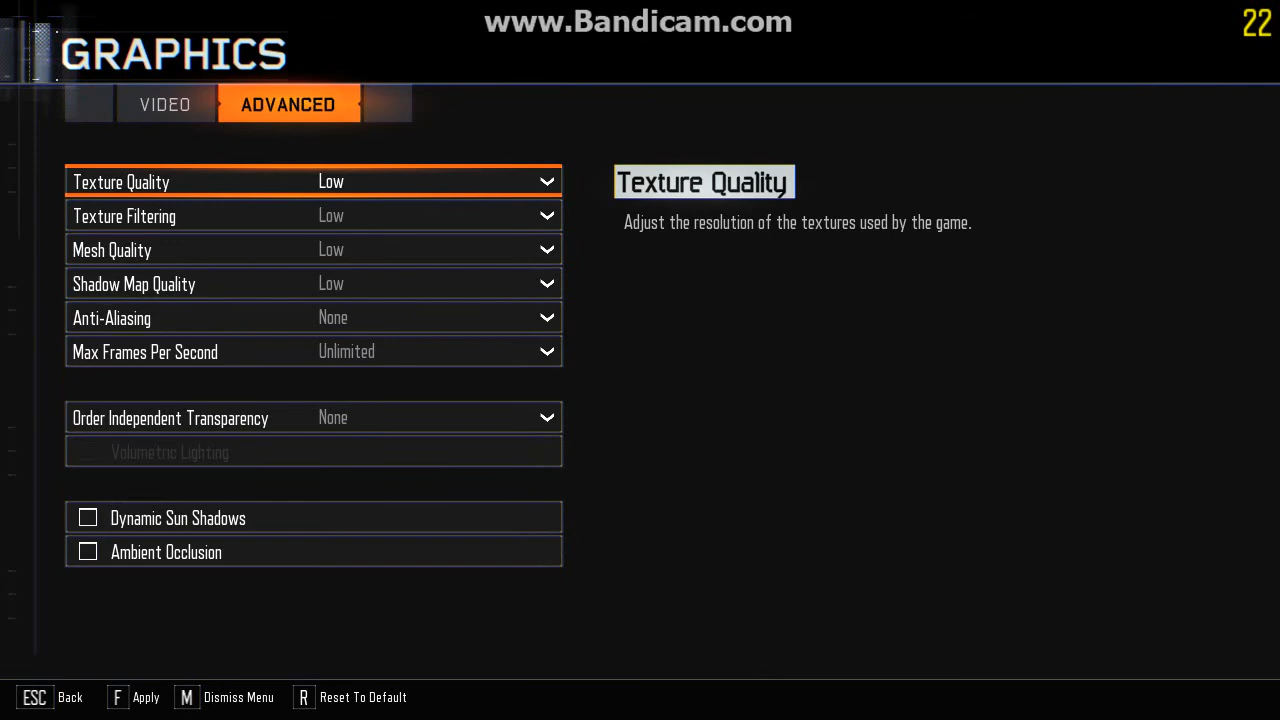 www.Bandicam.com
22
GRAPHICS
VIDEO ADVANCED
Texture Quality Low
Texture Quality
Texture Filtering Low
Adjust the resolution of the textures used by the game.
Mesh Quality Low
Shadow Map Quality Low
Anti-Aliasing None
Max Frames Per Second Unlimited
Order Independent Transparency None
Volumetric Lighting
Dynamic Sun Shadows
Ambient Occlusion
ESC Back F Apply M Dismiss Menu R Reset To Default